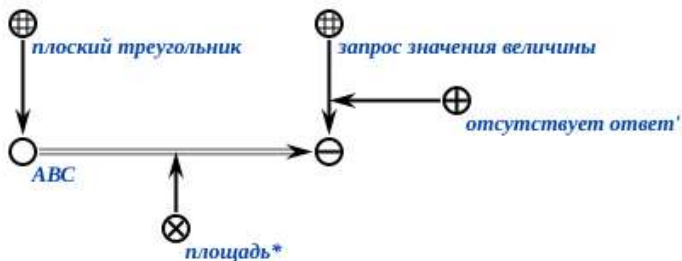 плоский треугольник
запрос значения величины
отсутствует ответ'
ABC
площадь*